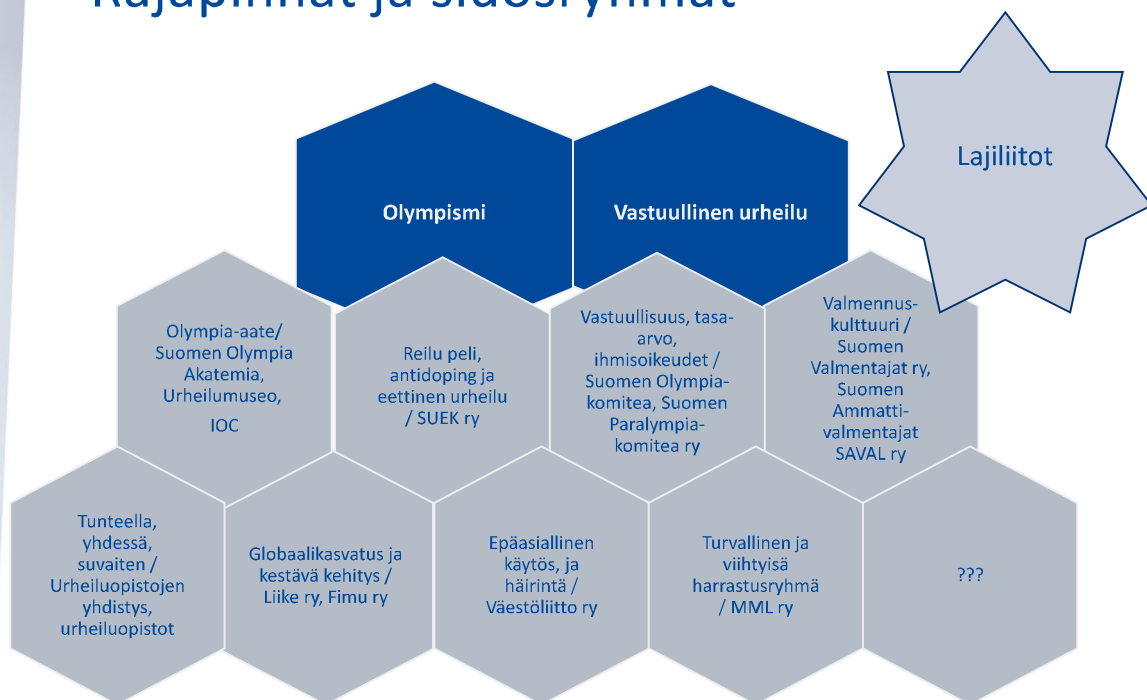 Rajapinnat ja sidosryhmät
Lajiliitot
Olympismi
Vastuullinen urheilu
Olympia-aate/
Suomen Olympia
Akatemia,
Urheilumuseo,
IOC
Reilu peli,
antidoping ja
eettinen urheilu
/ SUEK ry
Vastuullisuus, tasa-
arvo,
ihmisoikeudet /
Suomen Olympia-
komitea, Suomen
Paralympia-
komitea ry
Valmennus-
kulttuuri /
Suomen
Valmentajat ry,
Suomen
Ammatti-
valmentajat
SAVAL ry
Tunteella,
yhdessä,
suvaiten /
Urheiluopistojen
yhdistys,
urheiluopistot
Globaalikasvatus ja
kestävä kehitys /
Liike ry, Fimu ry
Epäasiallinen
käytös, ja
häirintä /
Väestöliitto ry
Turvallinen ja
viihtyisä
harrastusryhmä
/ MML ry
???